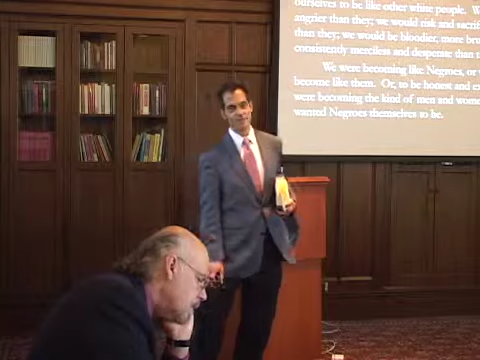 ourselves to be like other white people. W
angrier than they; we would risk and sacrif
than they; we would be bloodier, more bru
consistently merciless and desperate than t
We were becoming like Negroes, or
become like them. Or, to be honest and ex
were becoming the kind of men and wome
wanted Negroes themselves to be.